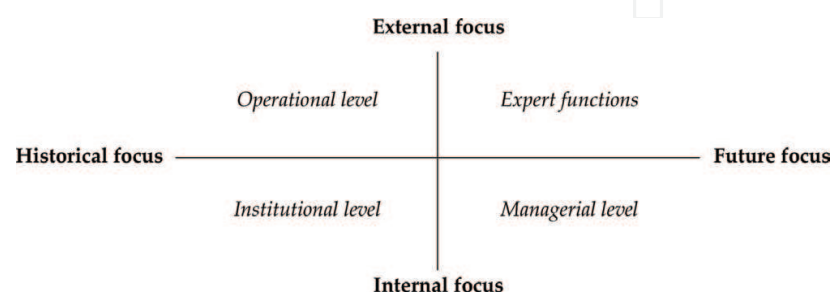 External focus
Operational level Expert functions
Historical focus Future focus
Institutional level Managerial level
Internal focus